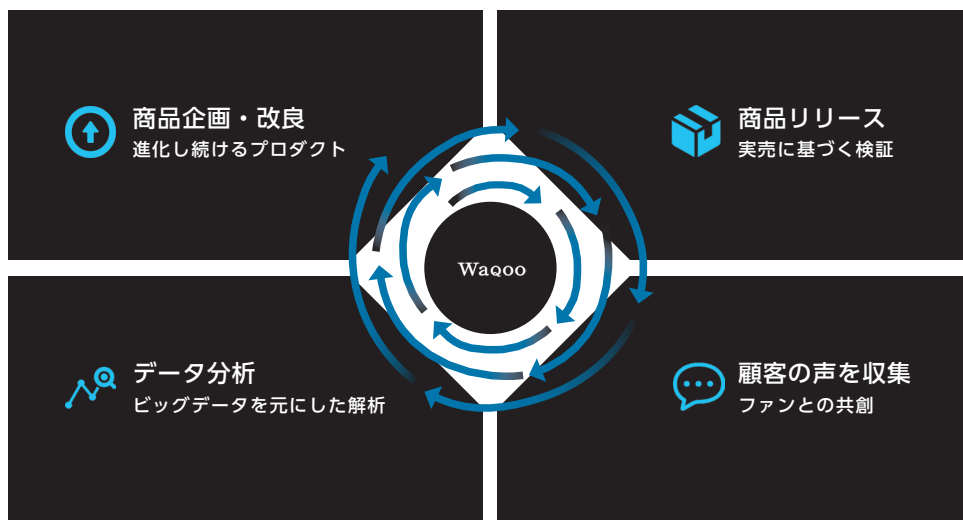 商品企画・改良
進化し続けるプロダクト
商品リリース
実売に基づく検証
Waqoo
データ分析
ビッグデータを元にした解析
顧客の声を収集
ファンとの共創